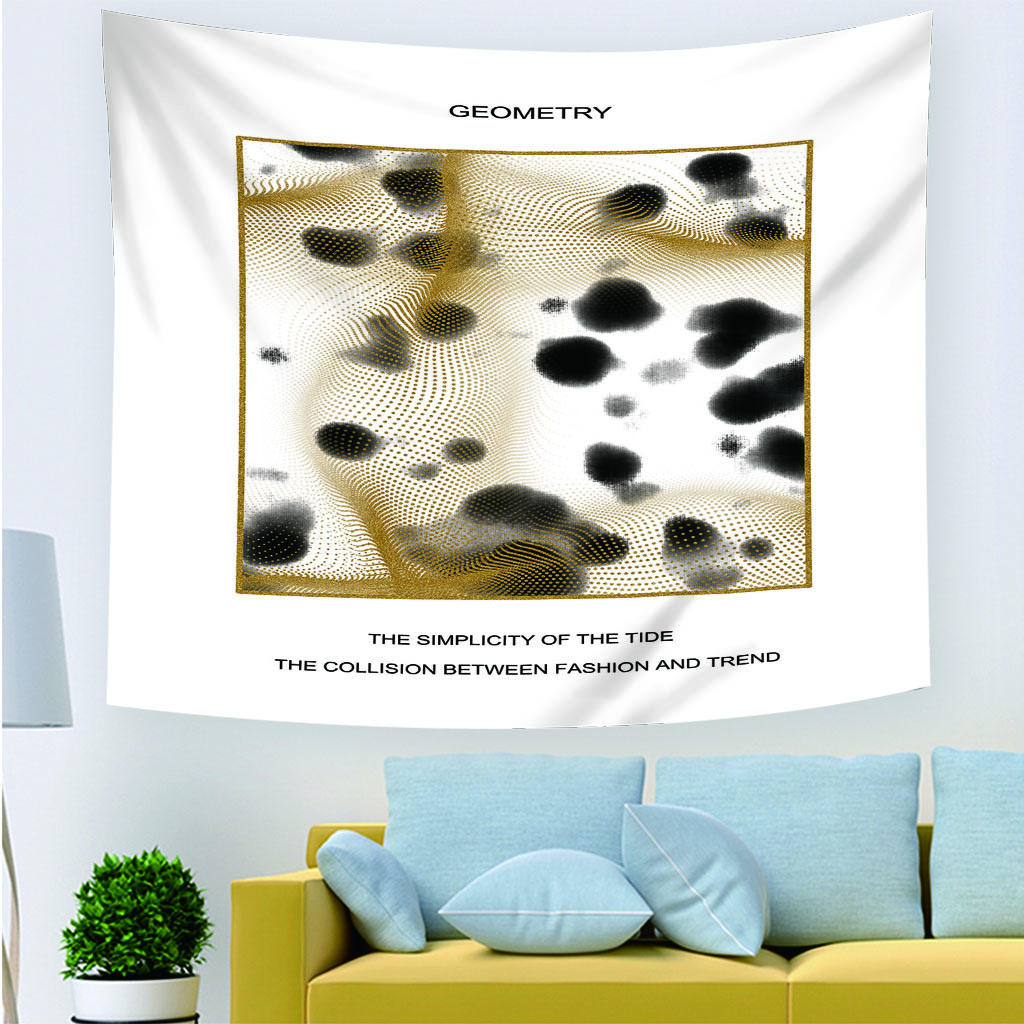 GEOMETRY
THE SIMPLICITY OF THE TIDE
THE COLLISION BETWEEN FASHION AND TREND